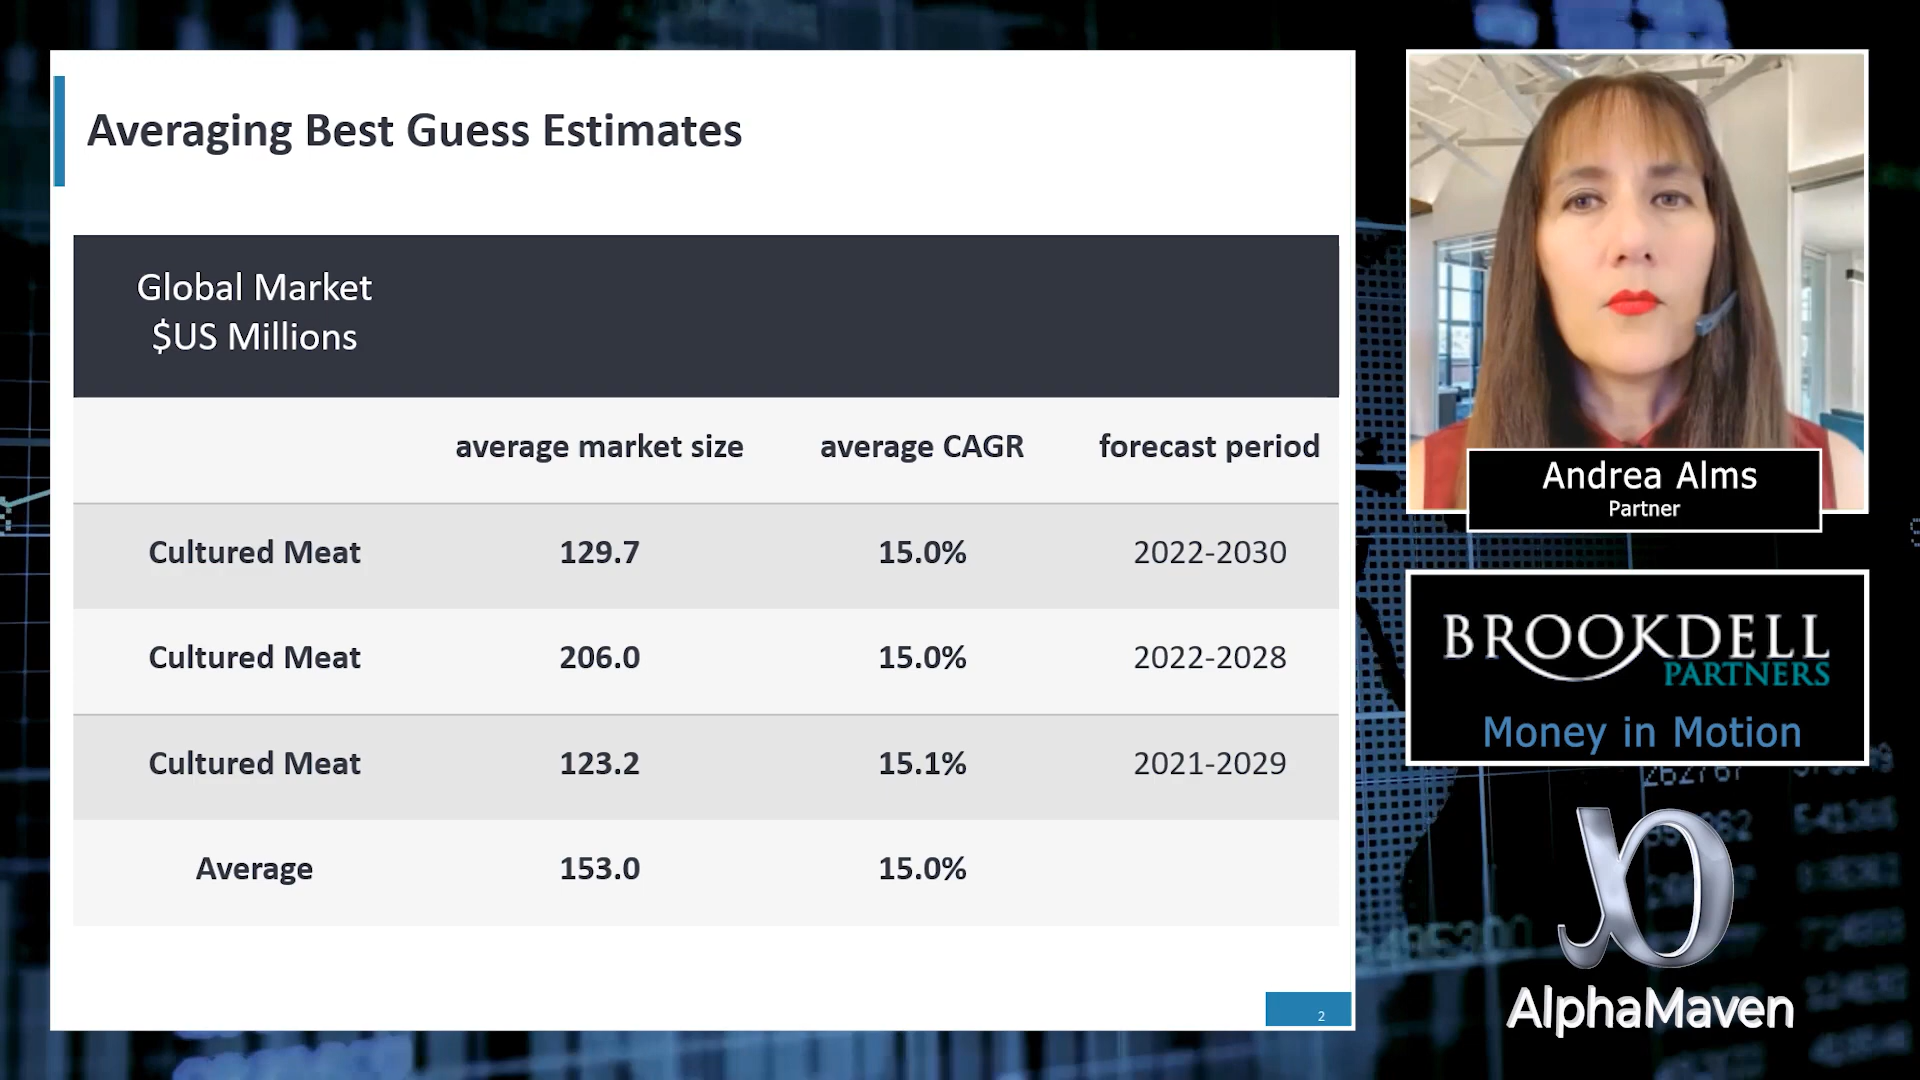 Averaging Best Guess Estimates
Global Market
$US Millions
average market size average CAGR forecast period
Cultured Meat 129.7 15.0% 2022-2030
Cultured Meat 206.0 15.0% 2022-2028
Cultured Meat 123.2 15.1% 2021-2029
Average 153.0 15.0%
2
Andrea Alms
Partner
BROOKDELL
PARTNERS
Money in Motion
AlphaMaven